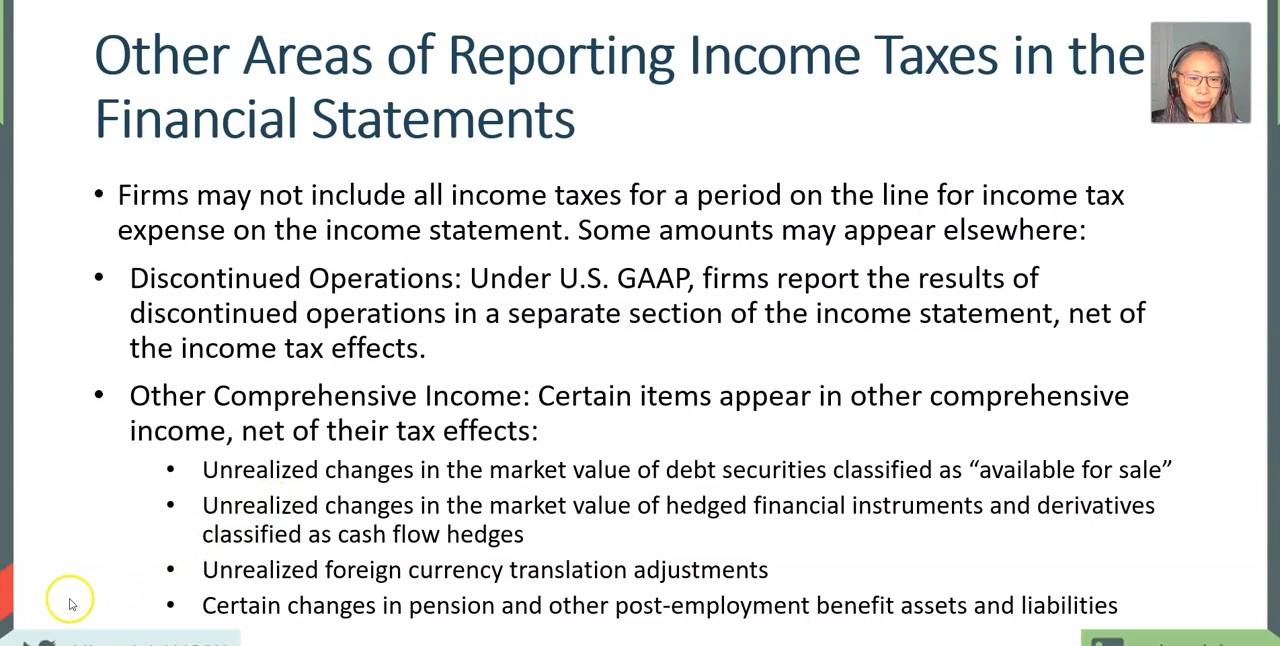 Other Areas of Reporting Income Taxes in the
Financial Statements
• Firms may not include all income taxes for a period on the line for income tax
expense on the income statement. Some amounts may appear elsewhere:
• Discontinued Operations: Under U.S. GAAP, firms report the results of
discontinued operations in a separate section of the income statement, net of
the income tax effects.
• Other Comprehensive Income: Certain items appear in other comprehensive
income, net of their tax effects:
• Unrealized changes in the market value of debt securities classified as “available for sale”
• Unrealized changes in the market value of hedged financial instruments and derivatives
classified as cash flow hedges
• Unrealized foreign currency translation adjustments
• Certain changes in pension and other post-employment benefit assets and liabilities